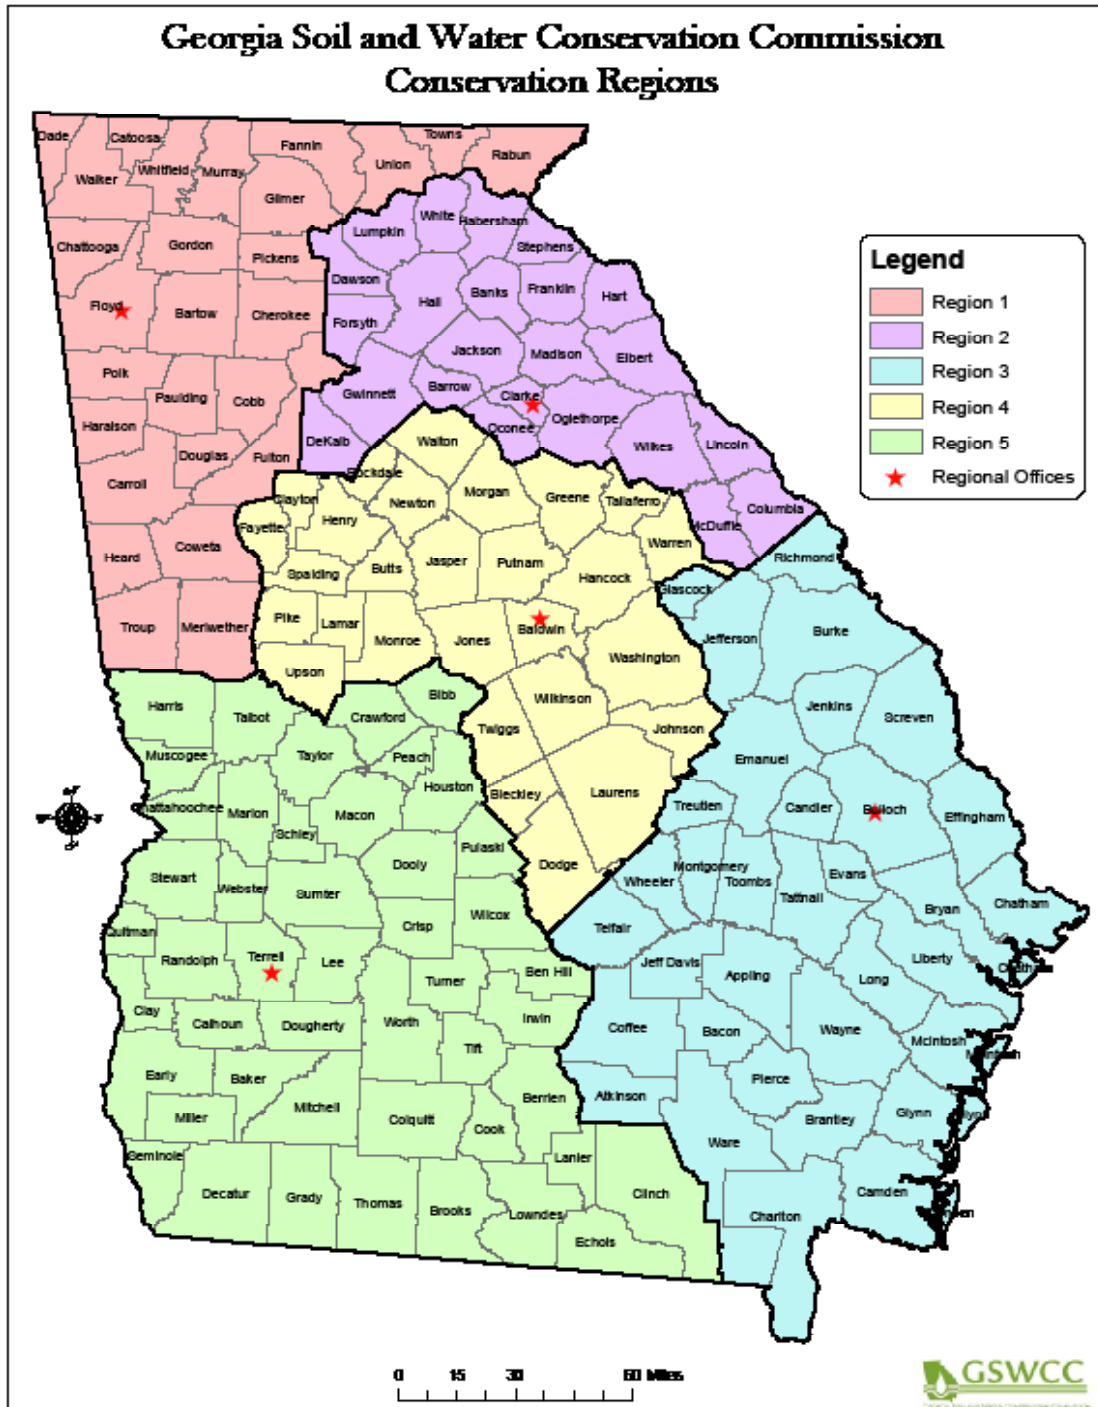 Georgia Soil and Water Conservation Commission
Conservation Regions
Dade
Catoosa
Whitfield
Murray
Fannin
Union
Towns
Rabun
Walker
Gilmer
Chattooga
Gordon
Pickens
Floyd
Bartow
Cherokee
Polk
Paulding
Cobb
Haralson
Douglas
Fulton
Carroll
Heard
Coweta
Troup
Meriwether
Lumpkin
White
Habersham
Stephens
Dawson
Hall
Banks
Franklin
Hart
Forsyth
Jackson
Madison
Elbert
Gwinnett
Barrow
Clarke
Oconee
Oglethorpe
DeKalb
Wilkes
Lincoln
McDuffie
Columbia
Rockdale
Walton
Clayton
Newton
Morgan
Greene
Taliaferro
Fayette
Henry
Warren
Spalding
Butts
Jasper
Putnam
Hancock
Pike
Lamar
Monroe
Jones
Baldwin
Washington
Upson
Wilkinson
Twiggs
Johnson
Bleckley
Laurens
Dodge
Richmond
Glascock
Jefferson
Burke
Jenkins
Screven
Emanuel
Treutlen
Candler
Bulloch
Effingham
Montgomery
Wheeler
Toombs
Tattnall
Evans
Bryan
Chatham
Chatham
Telfair
Jeff Davis
Appling
Long
Liberty
Coffee
Bacon
Wayne
McIntosh
McIntosh
Atkinson
Pierce
Brantley
Glynn
Ware
Camden
Charlton
Harris
Talbot
Crawford
Bibb
Muscogee
Taylor
Peach
Houston
Chattahoochee
Marion
Macon
Schley
Pulaski
Dooly
Stewart
Webster
Sumter
Crisp
Wilcox
Quitman
Randolph
Terrell
Lee
Turner
Ben Hill
Clay
Calhoun
Dougherty
Worth
Irwin
Tift
Early
Baker
Mitchell
Berrien
Miller
Colquitt
Cook
Seminole
Lanier
Decatur
Grady
Thomas
Brooks
Lowndes
Clinch
Echols
Legend
Region 1
Region 2
Region 3
Region 4
Region 5
Regional Offices
0 15 30 60 Miles
GSWCC